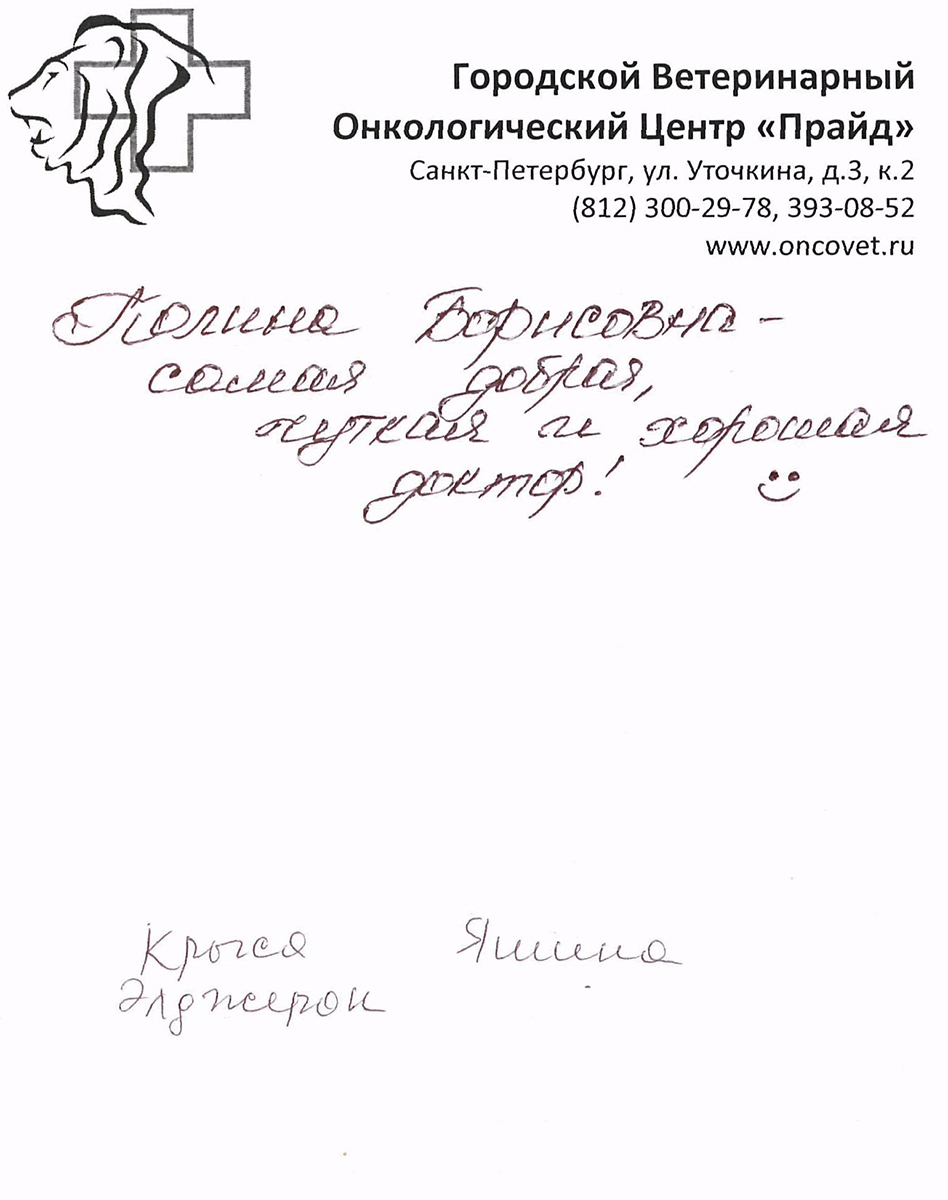 Городской Ветеринарный
Онкологический Центр «Прайд»
Санкт-Петербург, ул. Уточкина, д.3, к.2
(812) 300-29-78, 393-08-52
www.oncovet.ru
Полина Борисовна –
самая добрая,
чуткая и хорошая
доктор!
Крыса Яшина
Элджерон